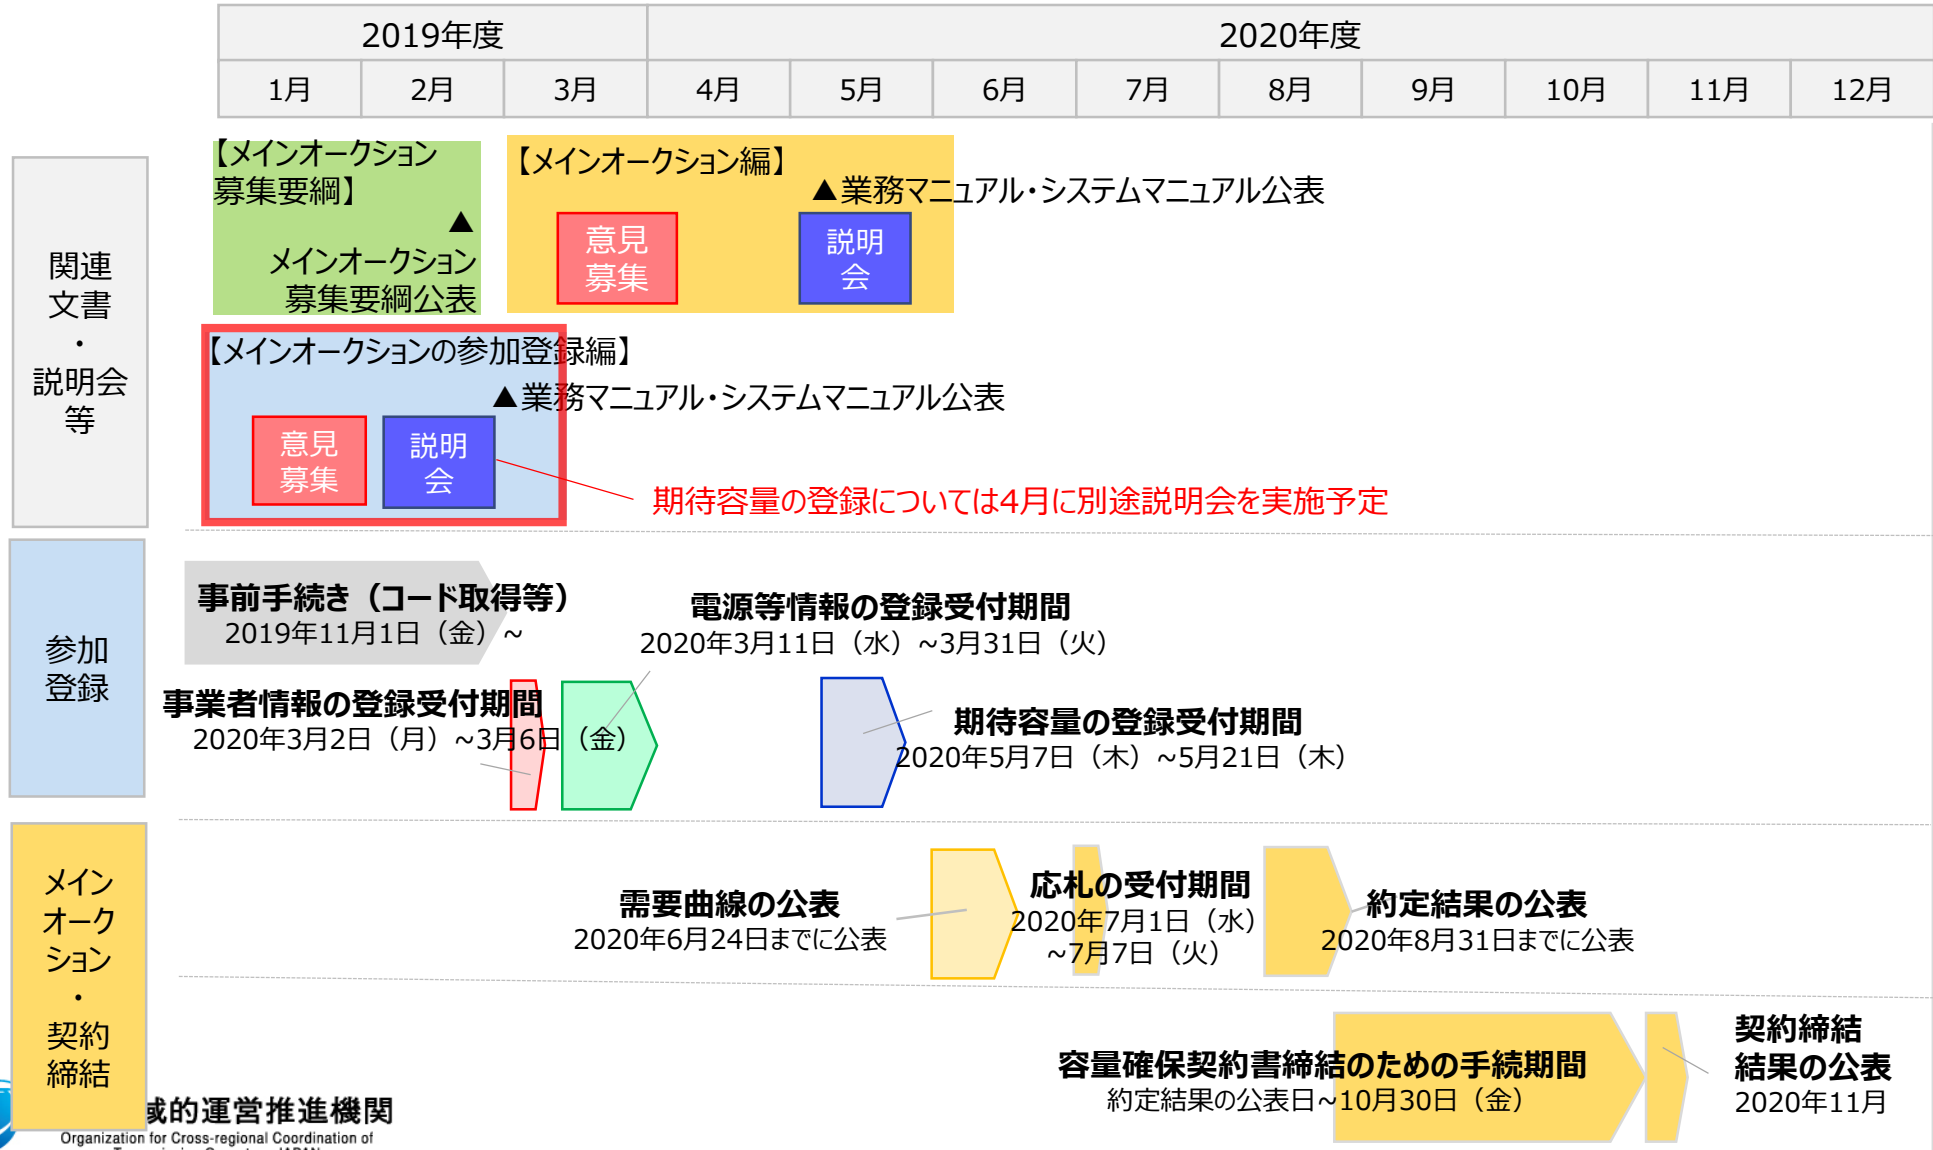 2019年度
2020年度
1月
2月
3月
4月
5月
6月
7月
8月
9月
10月
11月
12月
関連
文書
・
説明会
等
【メインオークション
募集要綱】
▲
メインオークション
募集要綱公表
【メインオークション編】
▲業務マニュアル・システムマニュアル公表
意見
募集
説明
会
【メインオークションの参加登録編】
▲業務マニュアル・システムマニュアル公表
意見
募集
説明
会
期待容量の登録については4月に別途説明会を実施予定
参加
登録
事前手続き（コード取得等）
2019年11月1日（金）~
電源等情報の登録受付期間
2020年3月11日（水）~3月31日（火）
事業者情報の登録受付期間
2020年3月2日（月）~3月6日（金）
期待容量の登録受付期間
2020年5月7日（木）~5月21日（木）
メイン
オーク
ション
・
契約
締結
需要曲線の公表
2020年6月24日までに公表
応札の受付期間
2020年7月1日（水）
~7月7日（火）
約定結果の公表
2020年8月31日までに公表
容量確保契約書締結のための手続期間
約定結果の公表日~10月30日（金）
契約締結
結果の公表
2020年11月
域的運営推進機関
Organization for Cross-regional Coordination of